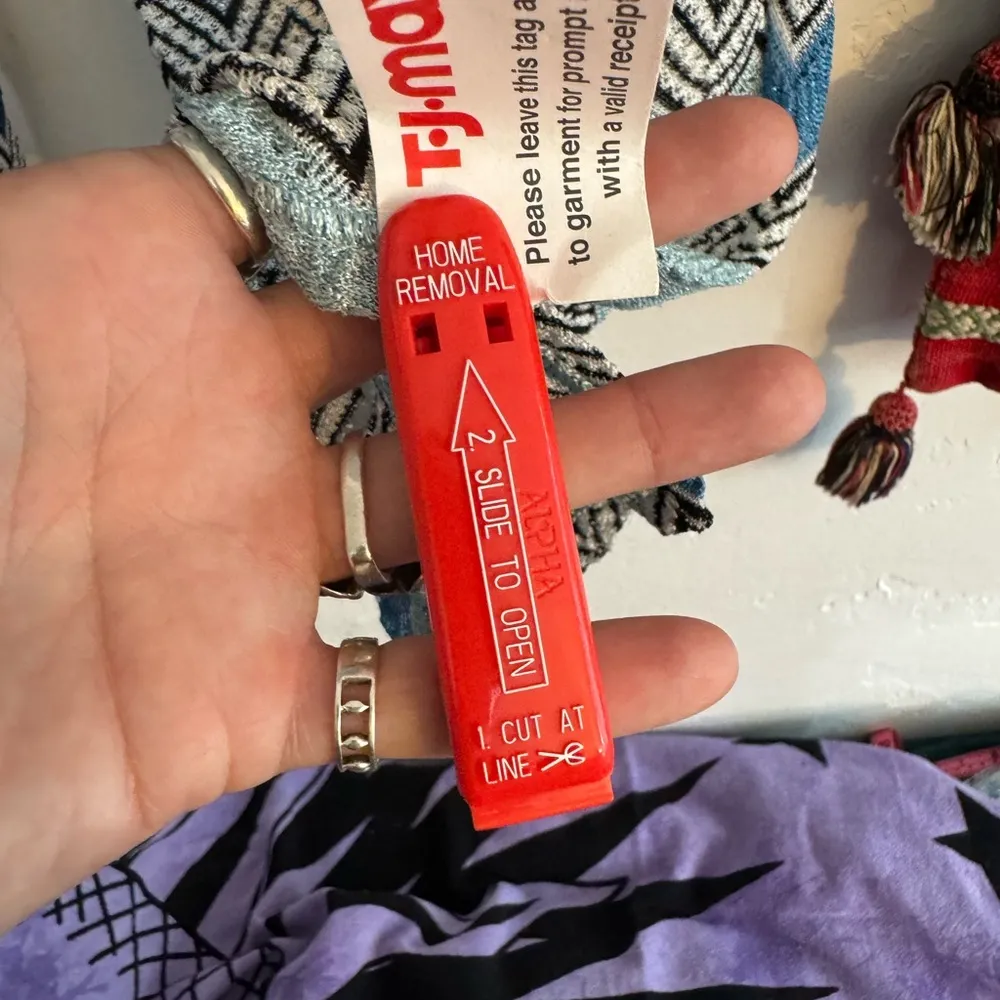 T·J·ma
Please leave this tag a
to garment for prompt
with a valid receipt
HOME
REMOVAL
2. SLIDE TO OPEN
ALPHA
1. CUT AT
LINE